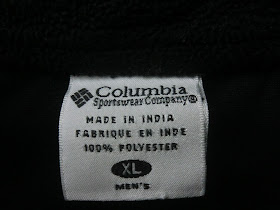 Columbia
Sportswear Company®
MADE IN INDIA
FABRIQUE EN INDE
100% POLYESTER
XL
MEN'S